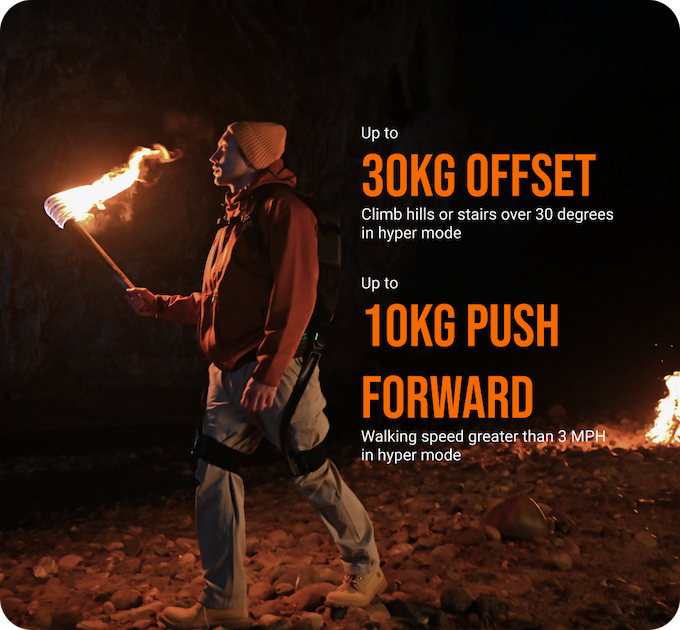 Up to
30KG OFFSET
Climb hills or stairs over 30 degrees
in hyper mode
Up to
10KG PUSH
FORWARD
Walking speed greater than 3 MPH
in hyper mode